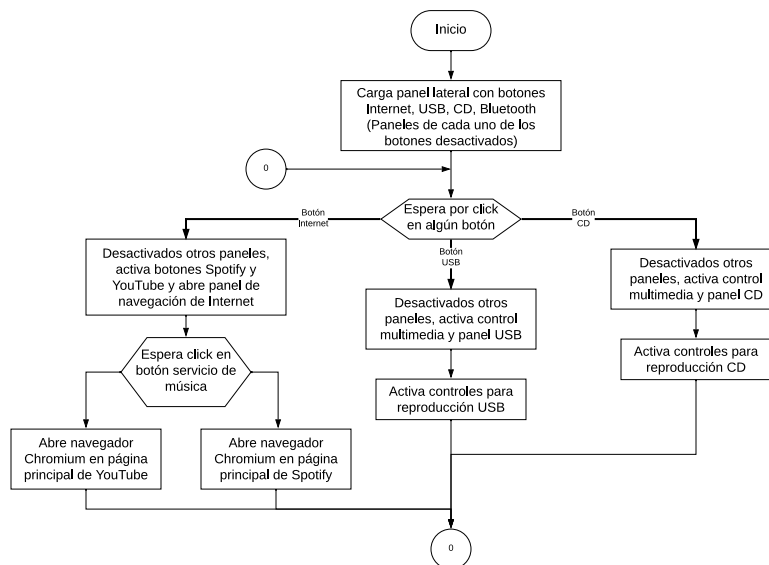 Inicio
Carga panel lateral con botones
Internet, USB, CD, Bluetooth
(Paneles de cada uno de los
botones desactivados)
0
Espera por click
en algún botón
Botón
Internet
Botón
USB
Botón
CD
Desactivados otros paneles,
activa botones Spotify y
YouTube y abre panel de
navegación de Internet
Desactivados otros
paneles, activa control
multimedia y panel USB
Desactivados otros
paneles, activa control
multimedia y panel CD
Espera click en
botón servicio de
música
Activa controles para
reproducción USB
Activa controles para
reproducción CD
Abre navegador
Chromium en página
principal de YouTube
Abre navegador
Chromium en página
principal de Spotify
0